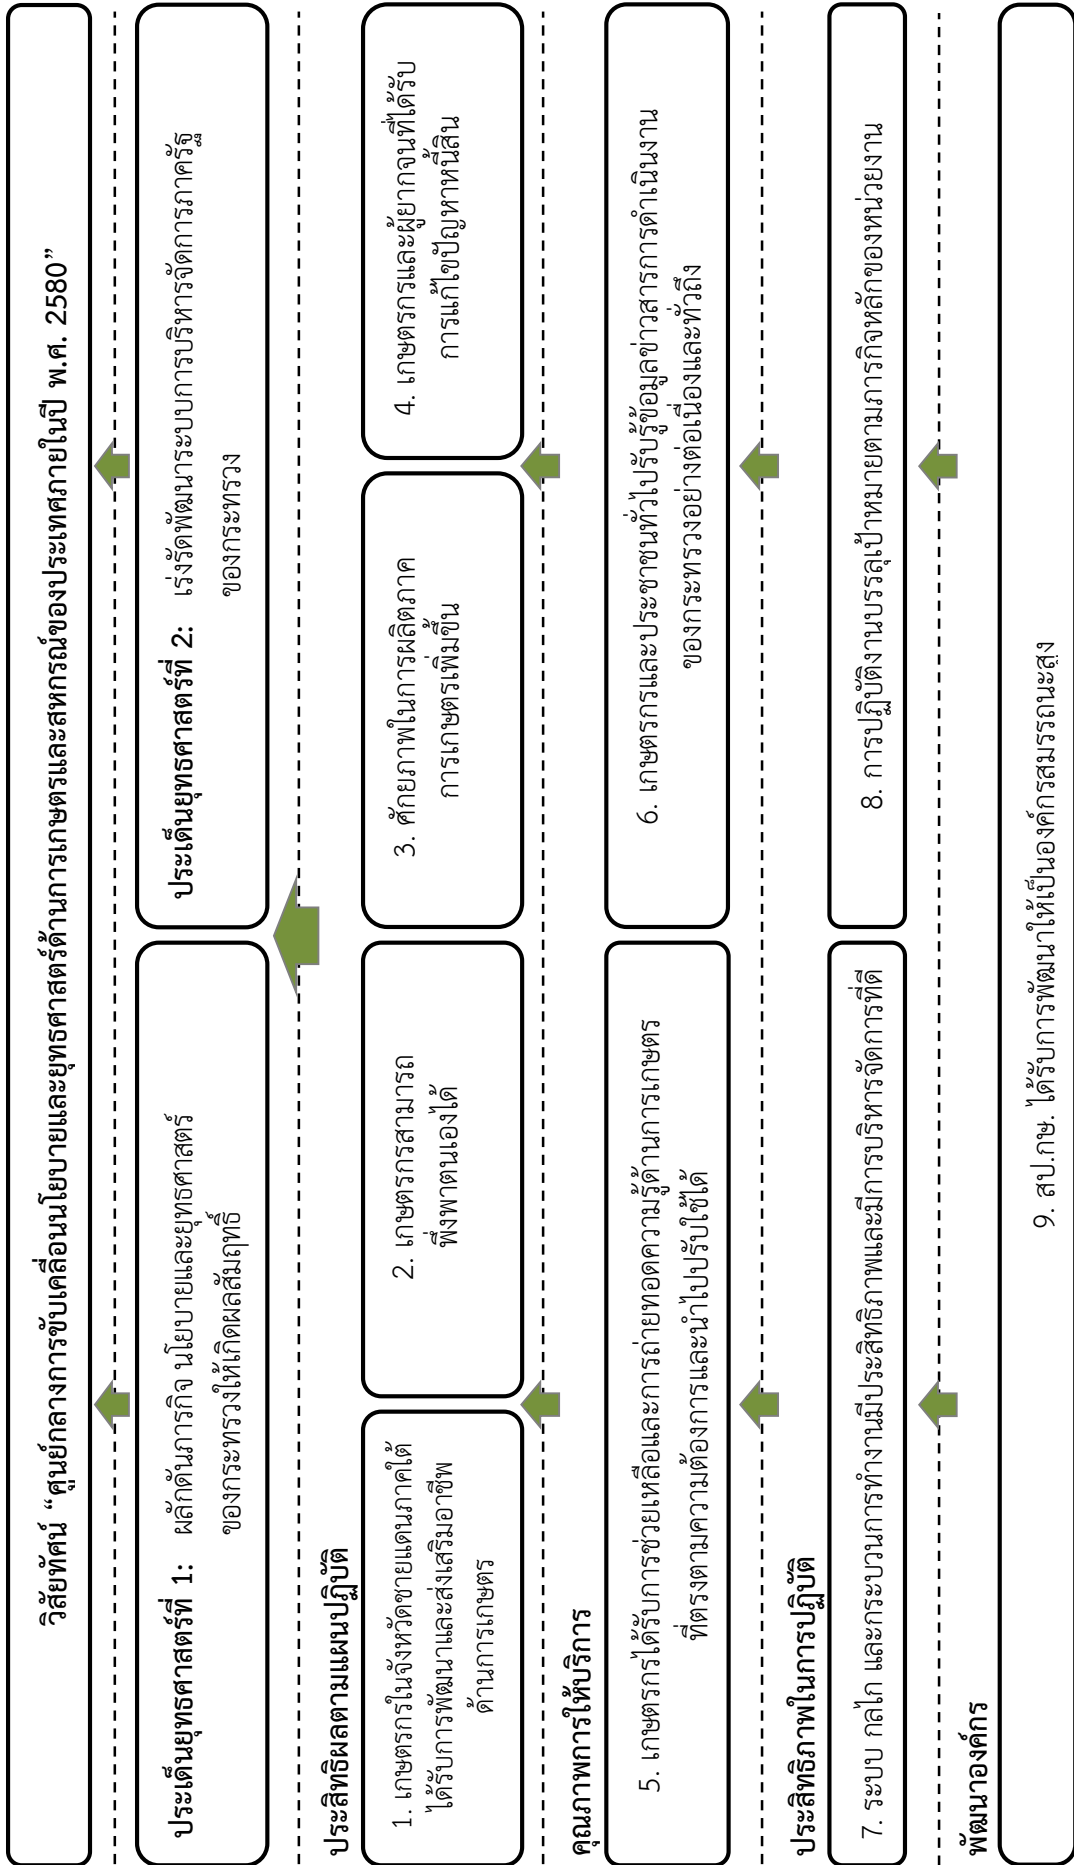 วิสัยทัศน์ “ศูนย์กลางการขับเคลื่อนนโยบายและยุทธศาสตร์ด้านการเกษตรและสหกรณ์ของประเทศภายในปี พ.ศ. 2580”
ประเด็นยุทธศาสตร์ที่ 1: ผลักดันภารกิจ นโยบายและยุทธศาสตร์
ของกระทรวงให้เกิดผลสัมฤทธิ์
ประเด็นยุทธศาสตร์ที่ 2: เร่งรัดพัฒนาระบบการบริหารจัดการภาครัฐ
ของกระทรวง
ประสิทธิผลตามแผนปฏิบัติ
1. เกษตรกรในจังหวัดชายแดนภาคใต้
ได้รับการพัฒนาและส่งเสริมอาชีพ
ด้านการเกษตร
2. เกษตรกรสามารถ
พึ่งพาตนเองได้
3. ศักยภาพในการผลิตภาค
การเกษตรเพิ่มขึ้น
4. เกษตรกรและผู้ยากจนที่ได้รับ
การแก้ไขปัญหาหนี้สิน
คุณภาพการให้บริการ
5. เกษตรกรได้รับการช่วยเหลือและการถ่ายทอดความรู้ด้านการเกษตร
ที่ตรงตามความต้องการและนำไปปรับใช้ได้
6. เกษตรกรและประชาชนทั่วไปรับรู้ข้อมูลข่าวสารการดำเนินงาน
ของกระทรวงอย่างต่อเนื่องและทั่วถึง
ประสิทธิภาพในการปฏิบัติ
7. ระบบ กลไก และกระบวนการทำงานมีประสิทธิภาพและมีการบริหารจัดการที่ดี
8. การปฏิบัติงานบรรลุเป้าหมายตามภารกิจหลักของหน่วยงาน
พัฒนาองค์กร
9. สป.กษ. ได้รับการพัฒนาให้เป็นองค์กรสมรรถนะสูง